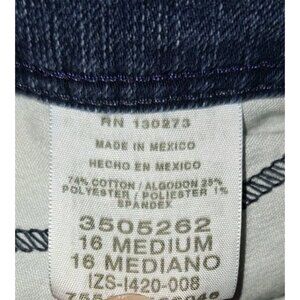 RN 130273
MADE IN MEXICO
HECHO EN MEXICO
74% COTTON / ALGODON 25%
POLYESTER / POLIESTER 1%
SPANDEX
3505262
16 MEDIUM
16 MEDIANO
IZS-I420-008